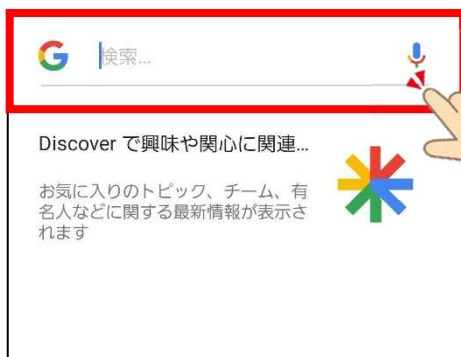 検索...
Discover で興味や関心に関連...
お気に入りのトピック、チーム、有
名人などに関する最新情報が表示さ
れます